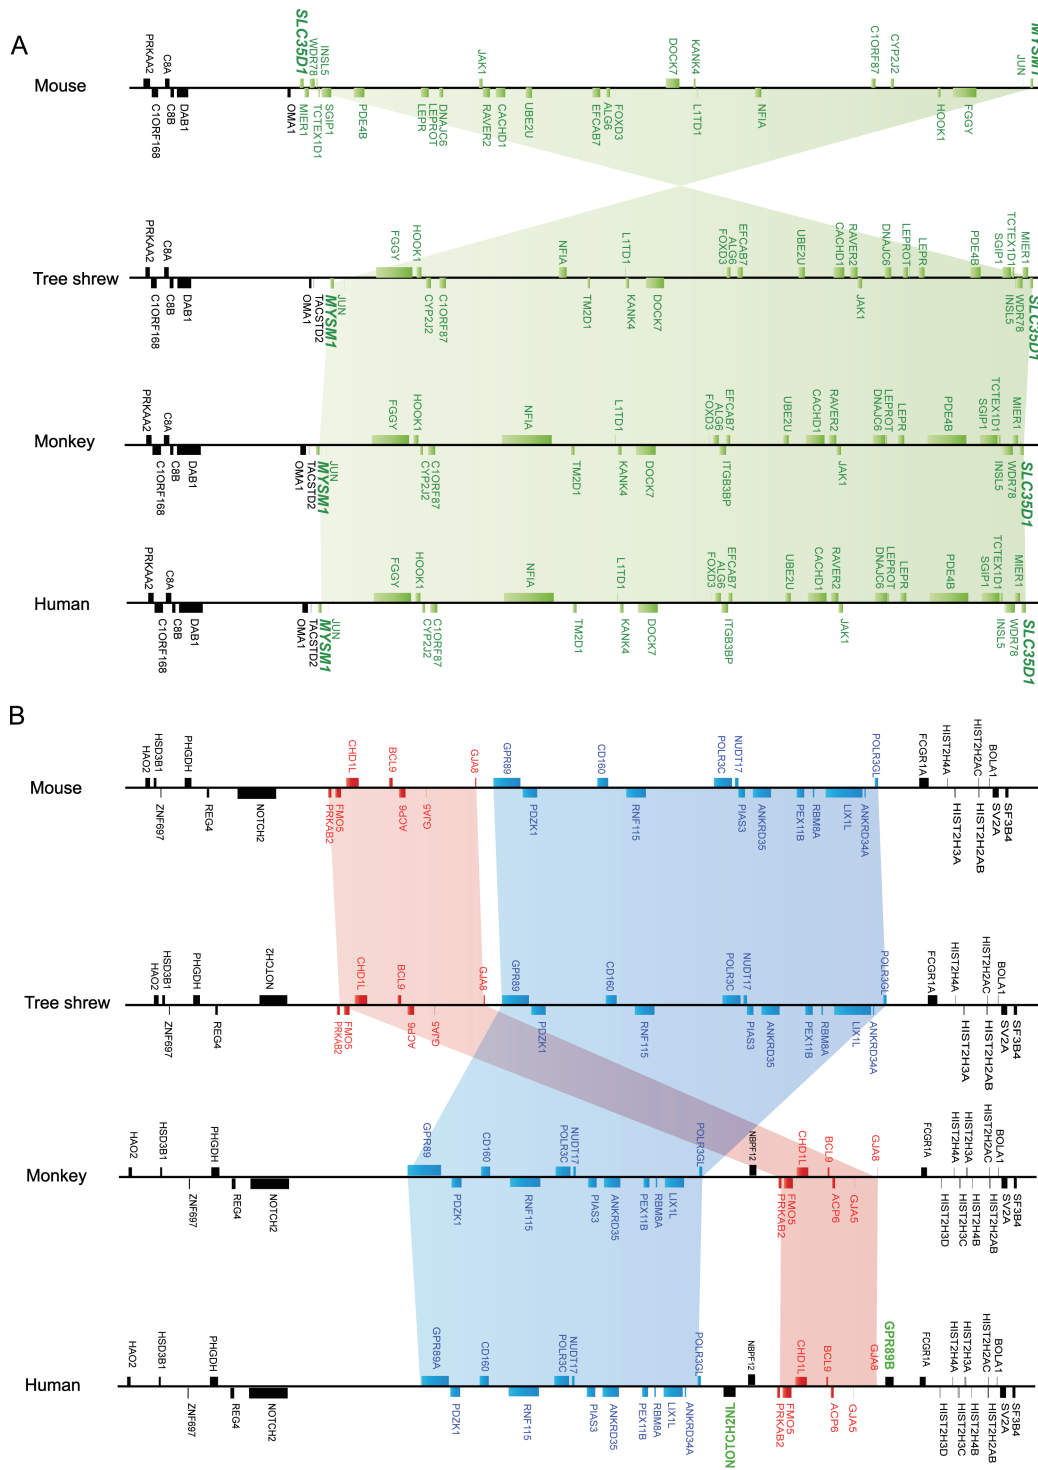 A
Mouse
PRKAA2
C8A
SLC35D1
WDR78
INSL5
JAK1
DOCK7
KANK4
C1ORF87
CYP2J2
MYSM1
JUN
C1ORF168
C8B
DAB1
OMA1
MIER1
TCTEX1D1
SGIP1
PDE4B
LEPR
LEPROT
DNAJC6
RAVER2
CACHD1
UBE2U
EFCAB7
ALG6
FOXD3
L1TD1
NFIA
HOOK1
FGGY
Tree shrew
PRKAA2
C8A
FGGY
HOOK1
NFIA
L1TD1
FOXD3
ALG6
EFCAB7
UBE2U
CACHD1
RAVER2
DNAJC6
LEPROT
LEPR
PDE4B
SGIP1
TCTEX1D1
MIER1
C1ORF168
C8B
DAB1
OMA1
TACSTD2
MYSM1
JUN
CYP2J2
C1ORF87
TM2D1
KANK4
DOCK7
JAK1
INSL5
WDR78
SLC35D1
Monkey
PRKAA2
C8A
FGGY
HOOK1
NFIA
L1TD1
FOXD3
ALG6
EFCAB7
UBE2U
CACHD1
RAVER2
DNAJC6
LEPROT
LEPR
PDE4B
SGIP1
TCTEX1D1
MIER1
C1ORF168
C8B
DAB1
OMA1
TACSTD2
MYSM1
JUN
CYP2J2
C1ORF87
TM2D1
KANK4
DOCK7
ITGB3BP
JAK1
INSL5
WDR78
SLC35D1
Human
PRKAA2
C8A
FGGY
HOOK1
NFIA
L1TD1
FOXD3
ALG6
EFCAB7
UBE2U
CACHD1
RAVER2
DNAJC6
LEPROT
LEPR
PDE4B
SGIP1
TCTEX1D1
MIER1
C1ORF168
C8B
DAB1
OMA1
TACSTD2
MYSM1
JUN
CYP2J2
C1ORF87
TM2D1
KANK4
DOCK7
ITGB3BP
JAK1
INSL5
WDR78
SLC35D1
B
Mouse
HAO2
HSD3B1
PHGDH
CHD1L
BCL9
GJA8
GPR89
CD160
POLR3C
NUDT17
POLR3GL
FCGR1A
HIST2H4A
HIST2H2AC
BOLA1
ZNF697
REG4
NOTCH2
PRKAB2
FMO5
ACP6
GJA5
PDZK1
RNF115
PIAS3
ANKRD35
PEX11B
RBM8A
LIX1L
ANKRD34A
HIST2H3A
HIST2H2AB
SV2A
SF3B4
Tree shrew
HAO2
HSD3B1
PHGDH
NOTCH2
CHD1L
BCL9
GJA8
GPR89
CD160
POLR3C
NUDT17
POLR3GL
FCGR1A
HIST2H4A
HIST2H2AC
BOLA1
ZNF697
REG4
PRKAB2
FMO5
ACP6
GJA5
PDZK1
RNF115
PIAS3
ANKRD35
PEX11B
RBM8A
LIX1L
ANKRD34A
HIST2H3A
HIST2H2AB
SV2A
SF3B4
Monkey
HAO2
HSD3B1
PHGDH
GPR89
CD160
POLR3C
NUDT17
POLR3GL
NBPF12
CHD1L
BCL9
GJA8
FCGR1A
HIST2H4A
HIST2H3A
HIST2H2AC
BOLA1
ZNF697
REG4
NOTCH2
PDZK1
RNF115
PIAS3
ANKRD35
PEX11B
RBM8A
LIX1L
PRKAB2
FMO5
ACP6
GJA5
HIST2H3D
HIST2H3C
HIST2H4B
HIST2H2AB
SV2A
SF3B4
Human
HAO2
HSD3B1
PHGDH
GPR89A
CD160
POLR3C
NUDT17
POLR3GL
NBPF12
CHD1L
BCL9
GJA8
GPR89B
FCGR1A
HIST2H4A
HIST2H3A
HIST2H2AC
BOLA1
ZNF697
REG4
NOTCH2
PDZK1
RNF115
PIAS3
ANKRD35
PEX11B
RBM8A
LIX1L
ANKRD34A
NOTCH2NL
PRKAB2
FMO5
ACP6
GJA5
HIST2H3D
HIST2H3C
HIST2H4B
HIST2H2AB
SV2A
SF3B4